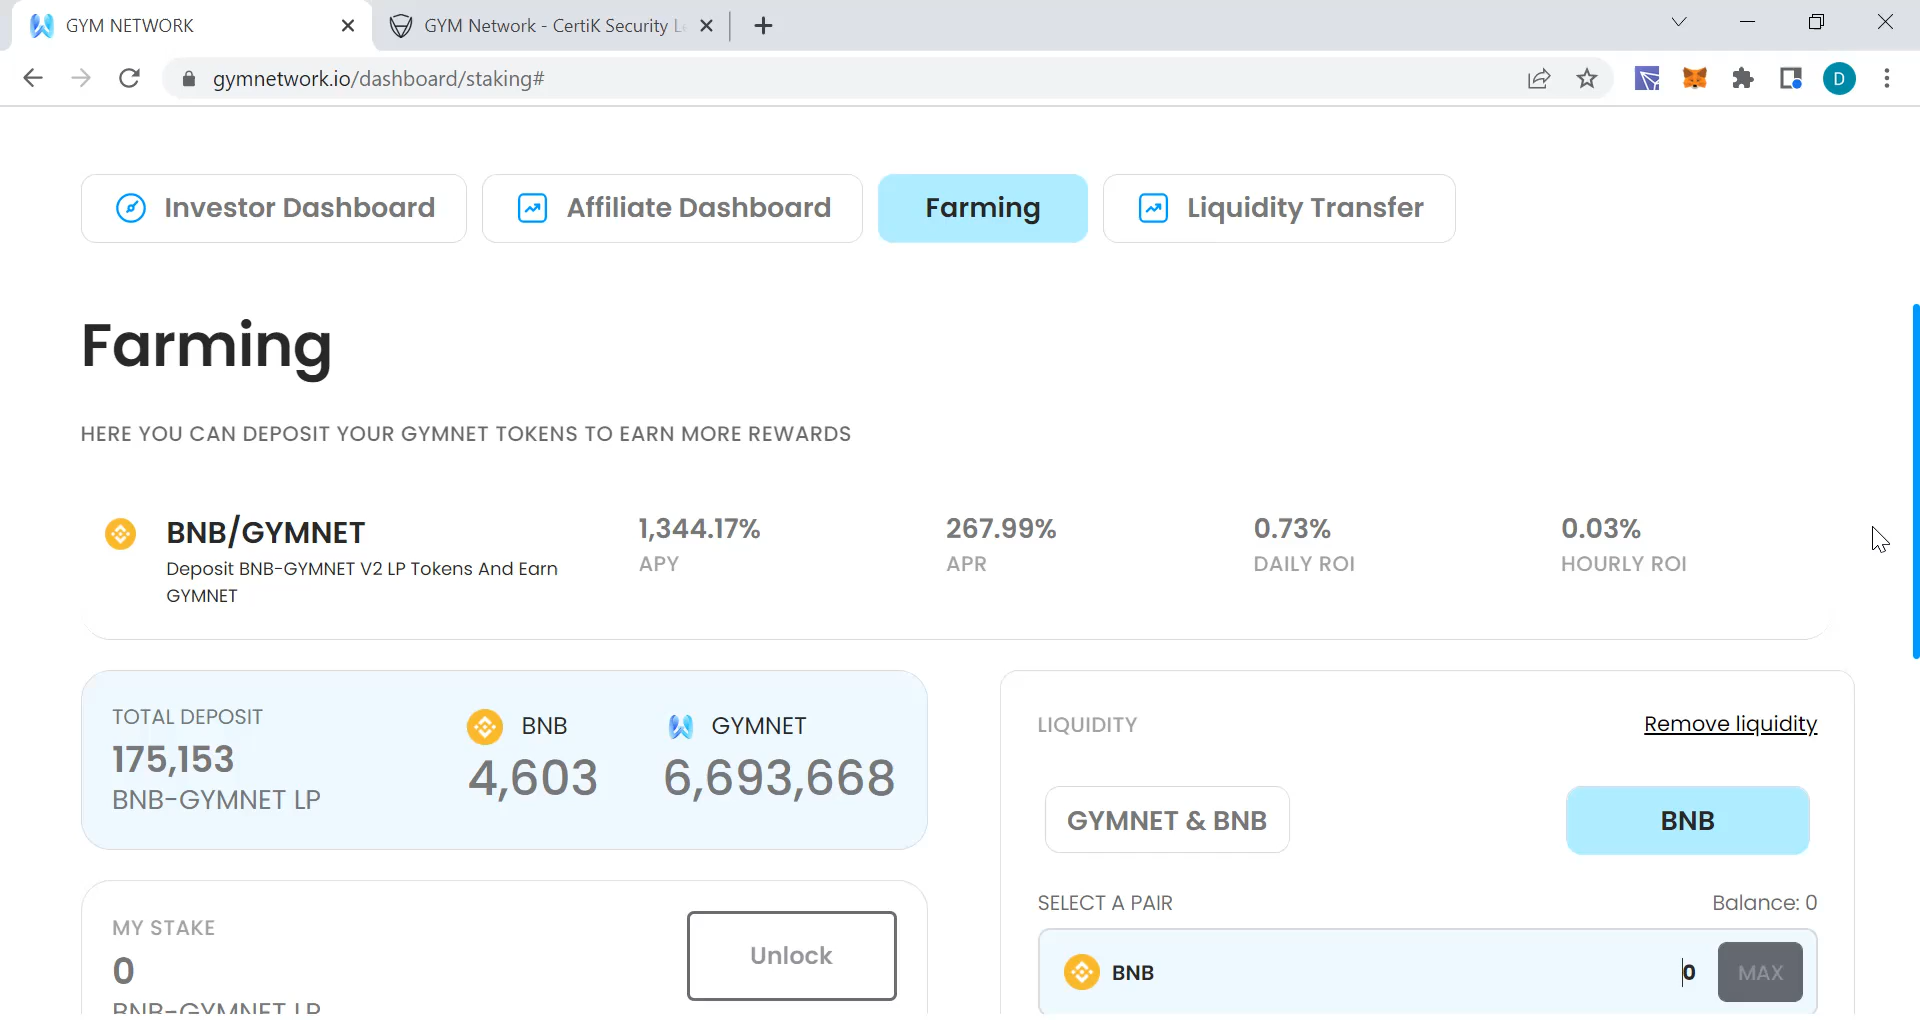 GYM NETWORK
GYM Network - CertiK Security Le
gymnetwork.io/dashboard/staking#
D
Investor Dashboard
Affiliate Dashboard
Farming
Liquidity Transfer
Farming
HERE YOU CAN DEPOSIT YOUR GYMNET TOKENS TO EARN MORE REWARDS
BNB/GYMNET
Deposit BNB-GYMNET V2 LP Tokens And Earn
GYMNET
1,344.17%
APY
267.99%
APR
0.73%
DAILY ROI
0.03%
HOURLY ROI
TOTAL DEPOSIT
175,153
BNB-GYMNET LP
BNB
4,603
GYMNET
6,693,668
MY STAKE
0
BNB-GYMNET LP
Unlock
LIQUIDITY
Remove liquidity
GYMNET & BNB
BNB
SELECT A PAIR
Balance: 0
BNB
0
MAX